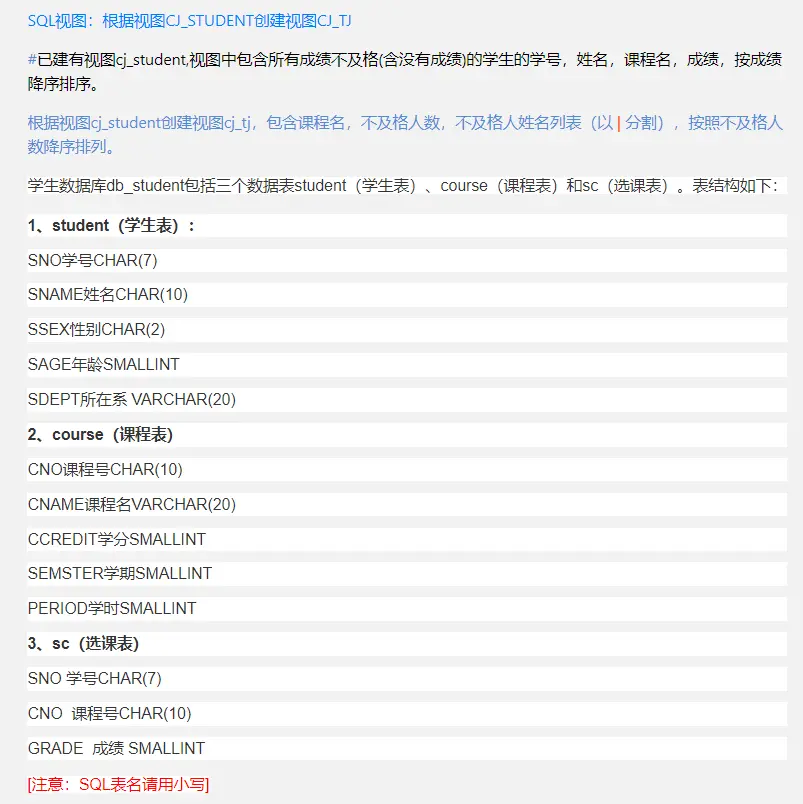 SQL视图：根据视图CJ_STUDENT创建视图CJ_TJ
#已建有视图cj_student,视图中包含所有成绩不及格(含没有成绩)的学生的学号，姓名，课程名，成绩，按成绩
降序排序。
根据视图cj_student创建视图cj_tj，包含课程名，不及格人数，不及格人姓名列表（以 | 分割），按照不及格人
数降序排列。
学生数据库db_student包括三个数据表student（学生表）、course（课程表）和sc（选课表）。表结构如下：
1、student（学生表）：
SNO学号CHAR(7)
SNAME姓名CHAR(10)
SSEX性别CHAR(2)
SAGE年龄SMALLINT
SDEPT所在系 VARCHAR(20)
2、course（课程表）
CNO课程号CHAR(10)
CNAME课程名VARCHAR(20)
CCREDIT学分SMALLINT
SEMSTER学期SMALLINT
PERIOD学时SMALLINT
3、sc（选课表）
SNO 学号CHAR(7)
CNO  课程号CHAR(10)
GRADE  成绩 SMALLINT
[注意：SQL表名请用小写]